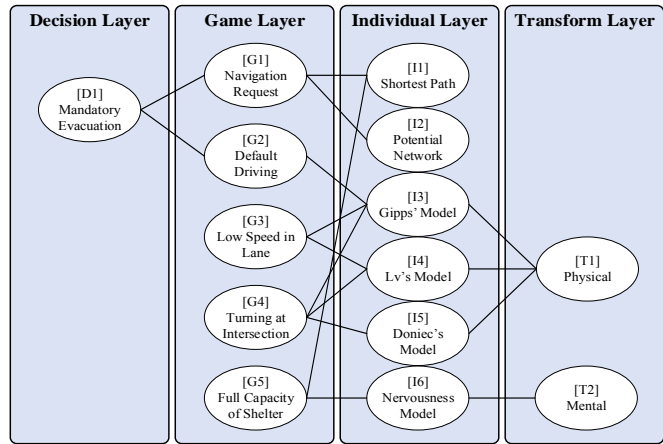 Decision Layer
Game Layer
Individual Layer
Transform Layer
[D1]
Mandatory
Evacuation
[G1]
Navigation
Request
[G2]
Default
Driving
[G3]
Low Speed in
Lane
[G4]
Turning at
Intersection
[G5]
Full Capacity
of Shelter
[I1]
Shortest Path
[I2]
Potential
Network
[I3]
Gipps' Model
[I4]
Lv's Model
[I5]
Doniec's
Model
[I6]
Nervousness
Model
[T1]
Physical
[T2]
Mental